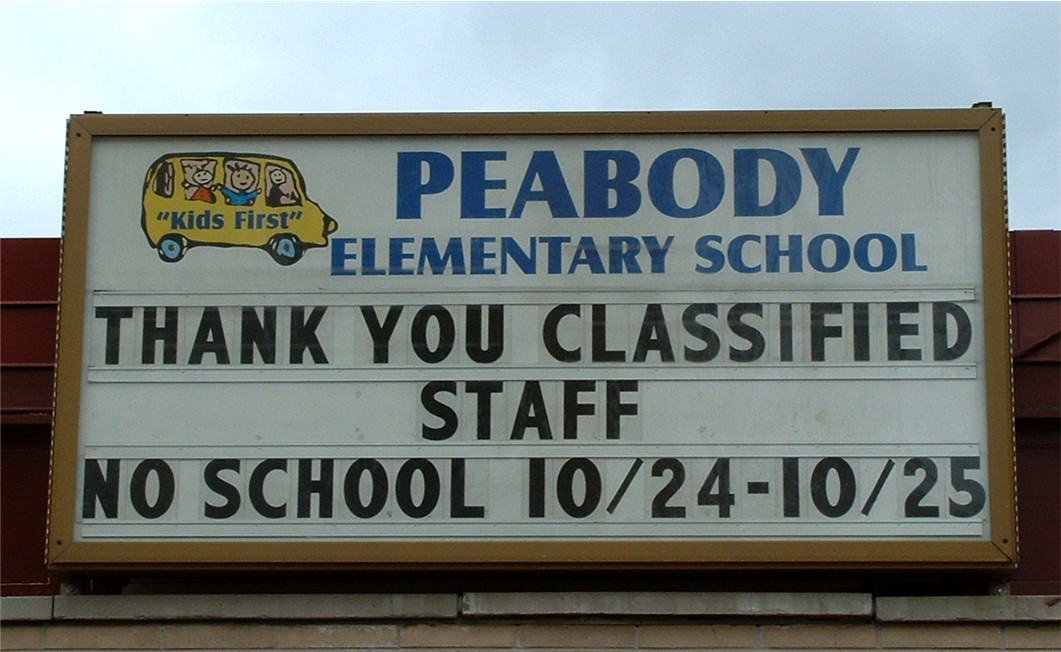 PEABODY
"Kids First"
ELEMENTARY SCHOOL
THANK YOU CLASSIFIED
STAFF
NO SCHOOL 10/24-10/25